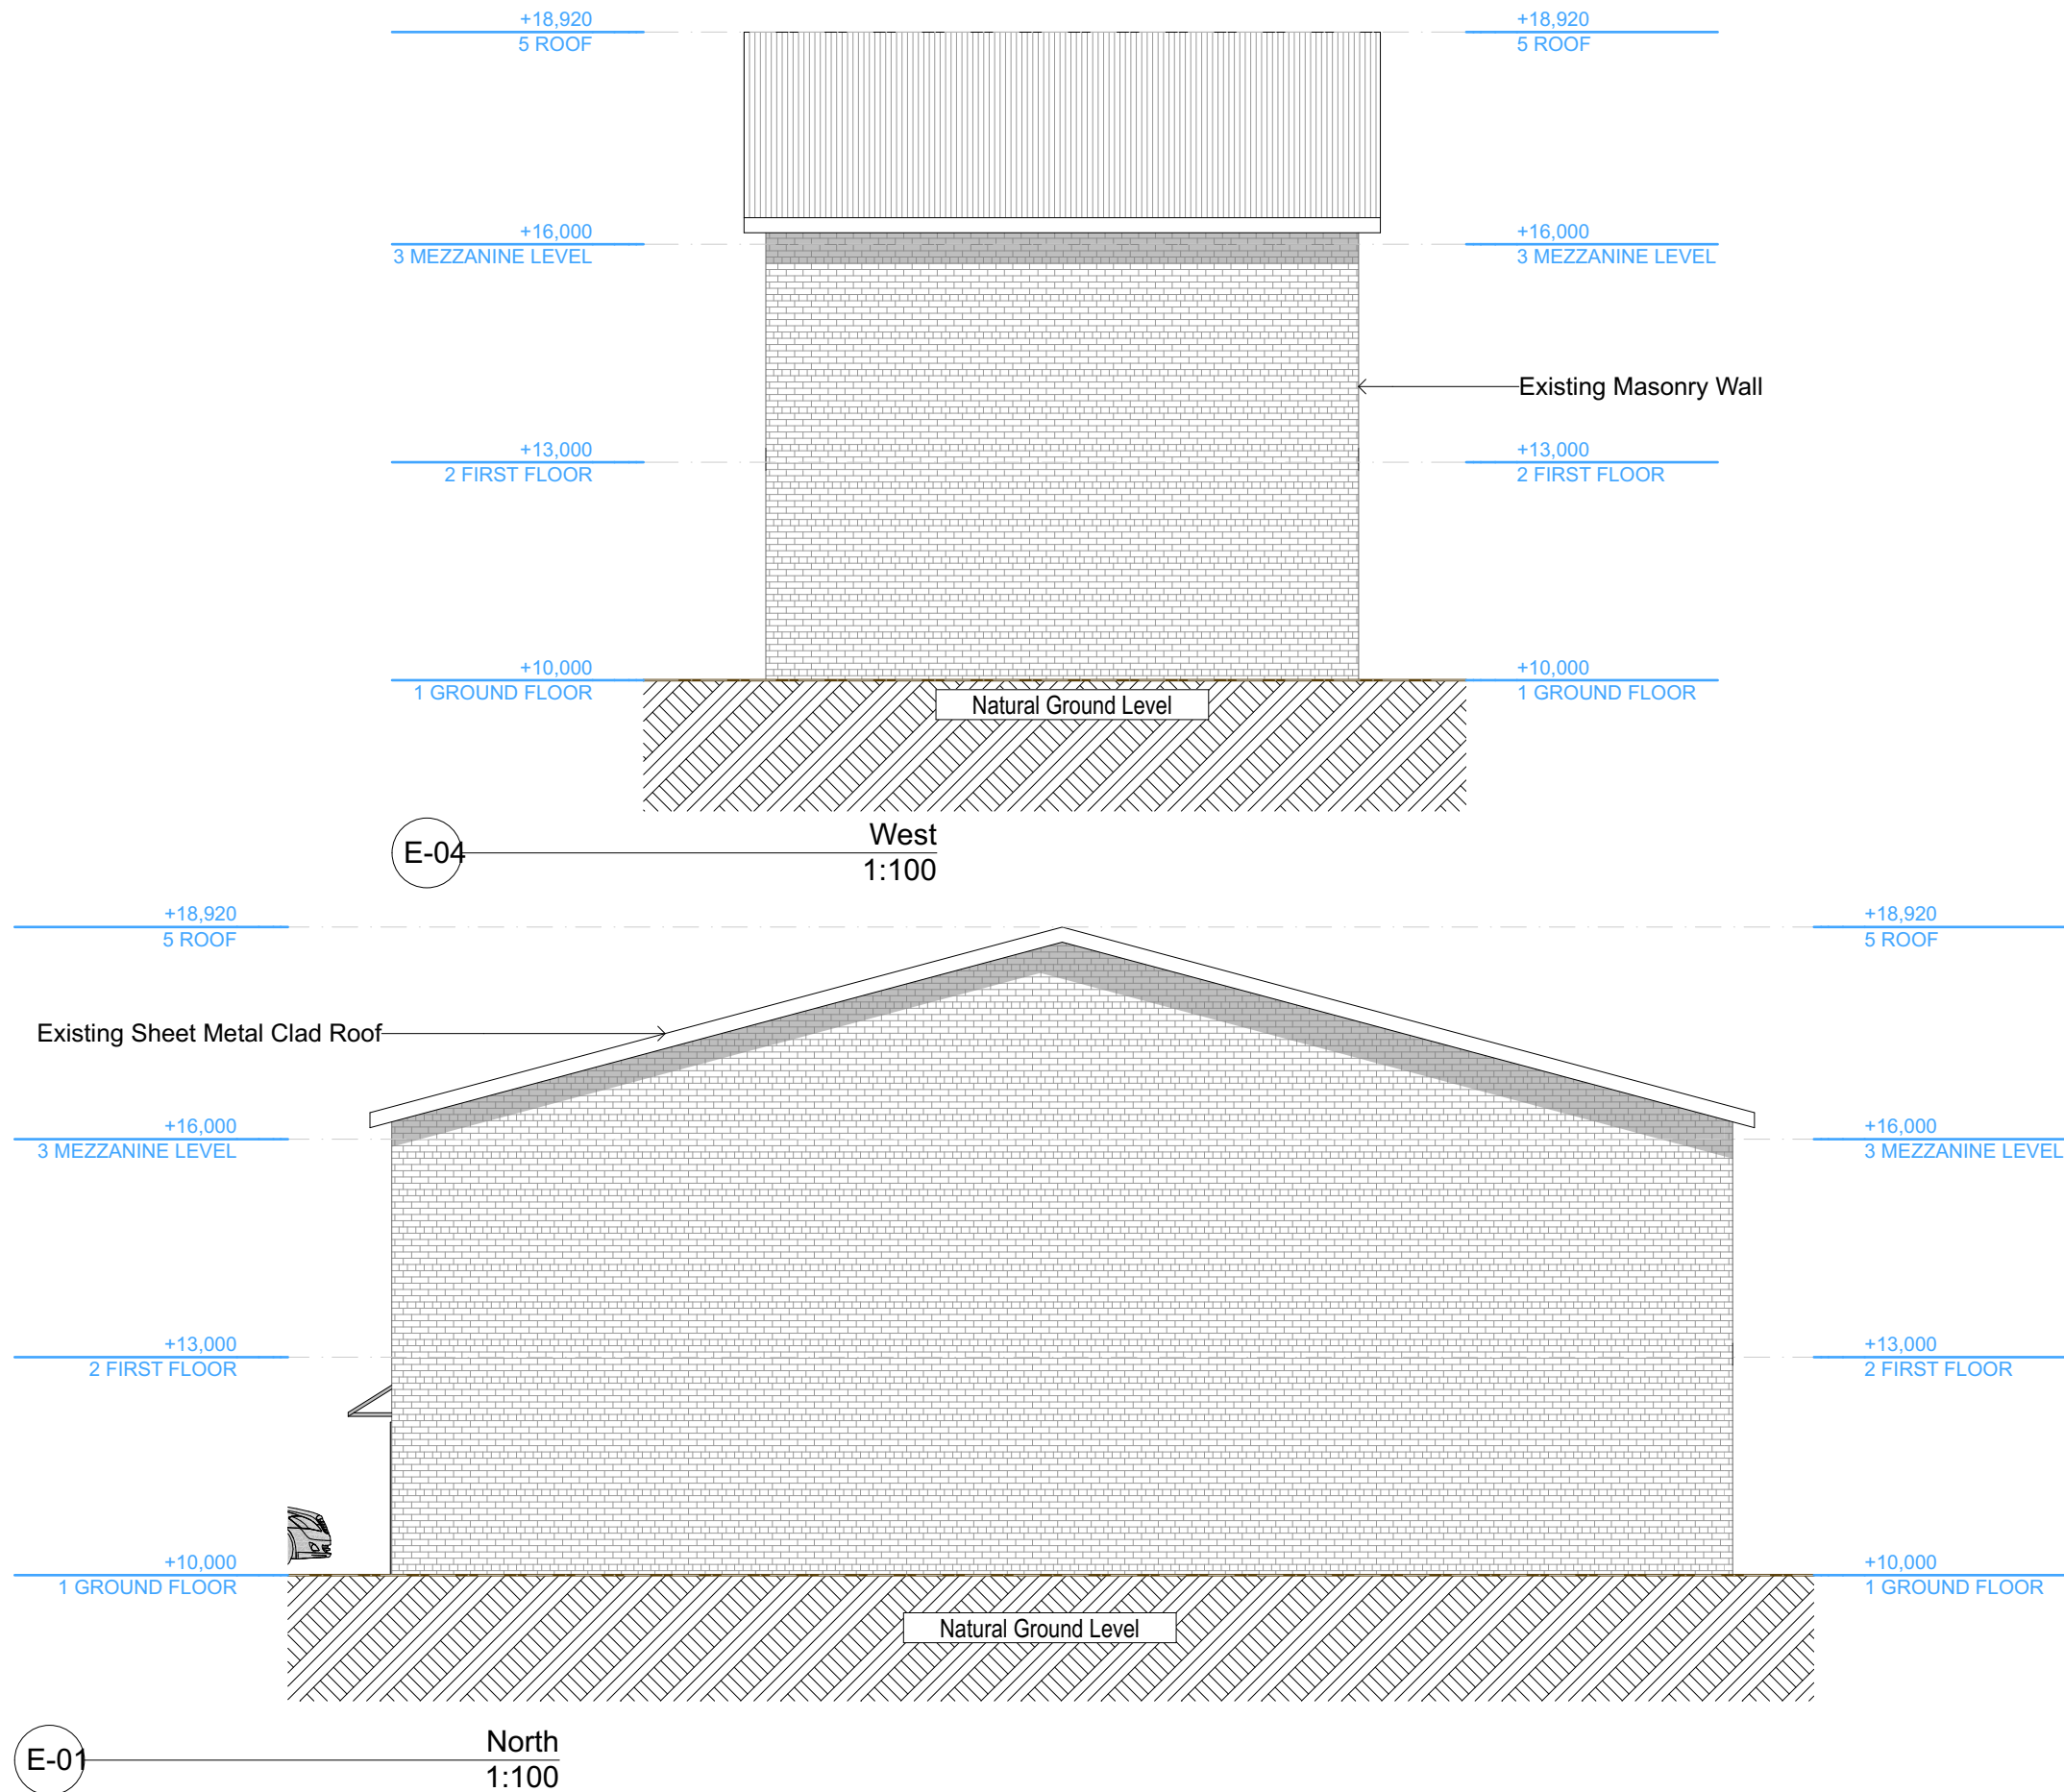 +18,920
5 ROOF
+18,920
5 ROOF
+16,000
3 MEZZANINE LEVEL
+16,000
3 MEZZANINE LEVEL
Existing Masonry Wall
+13,000
2 FIRST FLOOR
+13,000
2 FIRST FLOOR
+10,000
1 GROUND FLOOR
+10,000
1 GROUND FLOOR
Natural Ground Level
E-04
West
1:100
+18,920
5 ROOF
+18,920
5 ROOF
Existing Sheet Metal Clad Roof
+16,000
3 MEZZANINE LEVEL
+16,000
3 MEZZANINE LEVEL
+13,000
2 FIRST FLOOR
+13,000
2 FIRST FLOOR
+10,000
1 GROUND FLOOR
+10,000
1 GROUND FLOOR
Natural Ground Level
E-01
North
1:100